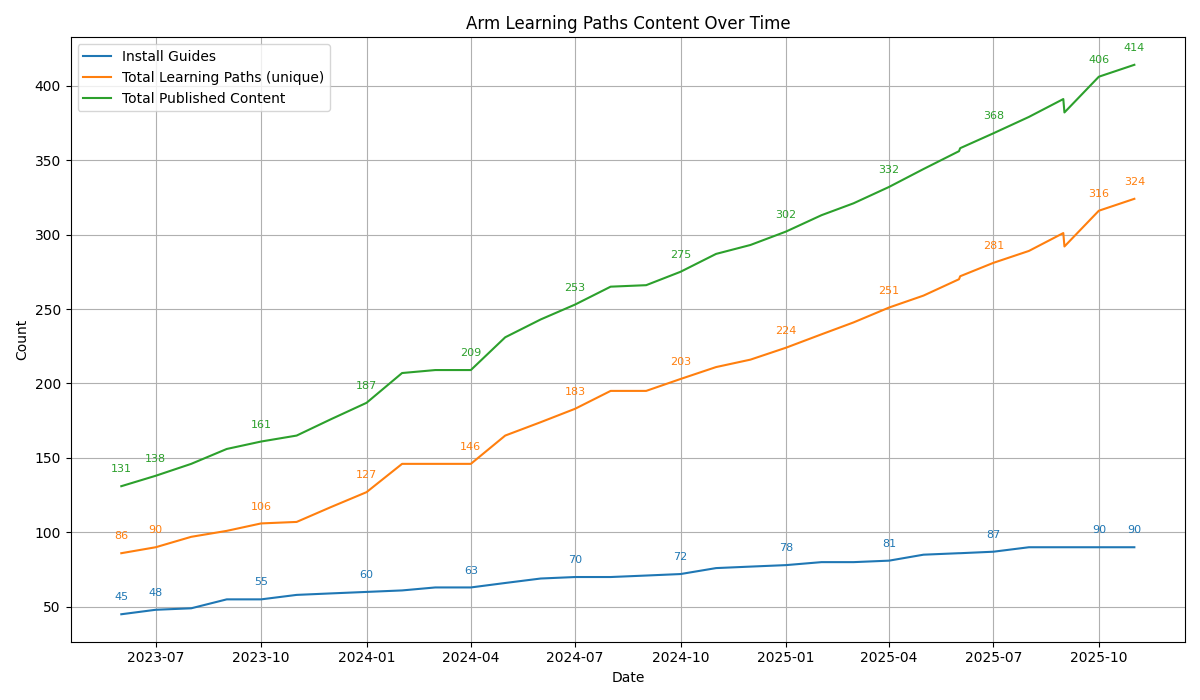 Arm Learning Paths Content Over Time
Install Guides
Total Learning Paths (unique)
Total Published Content
Count
400
350
300
250
200
150
100
50
131 138 161 187 209 253 275 302 332 368 406 414
86 90 106 127 146 183 203 224 251 281 316 324
45 48 55 60 63 70 72 78 81 87 90 90
2023-07 2023-10 2024-01 2024-04 2024-07 2024-10 2025-01 2025-04 2025-07 2025-10
Date